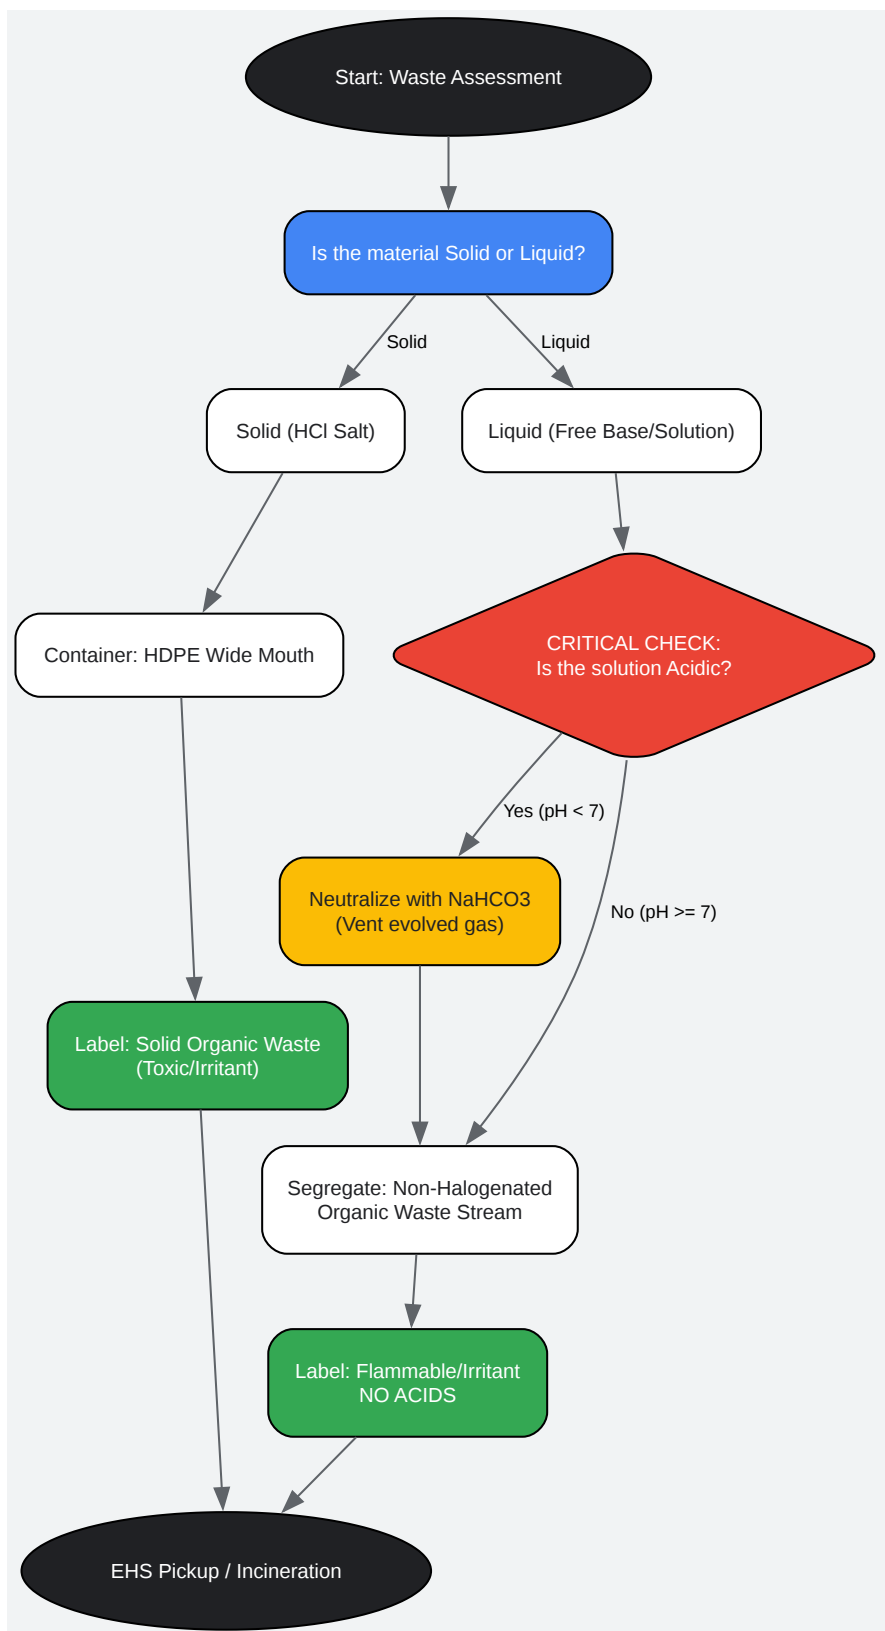 Start: Waste Assessment
Is the material Solid or Liquid?
Solid
Liquid
Solid (HCl Salt)
Liquid (Free Base/Solution)
Container: HDPE Wide Mouth
CRITICAL CHECK:
Is the solution Acidic?
Yes (pH < 7)
Neutralize with NaHCO3
(Vent evolved gas)
No (pH >= 7)
Label: Solid Organic Waste
(Toxic/Irritant)
Segregate: Non-Halogenated
Organic Waste Stream
Label: Flammable/Irritant
NO ACIDS
EHS Pickup / Incineration